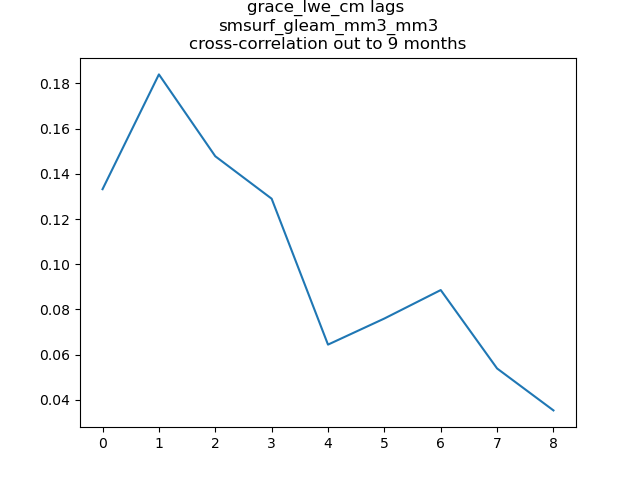 grace_lwe_cm lags
smsurf_gleam_mm3_mm3
cross-correlation out to 9 months
0.18
0.16
0.14
0.12
0.10
0.08
0.06
0.04
0 1 2 3 4 5 6 7 8